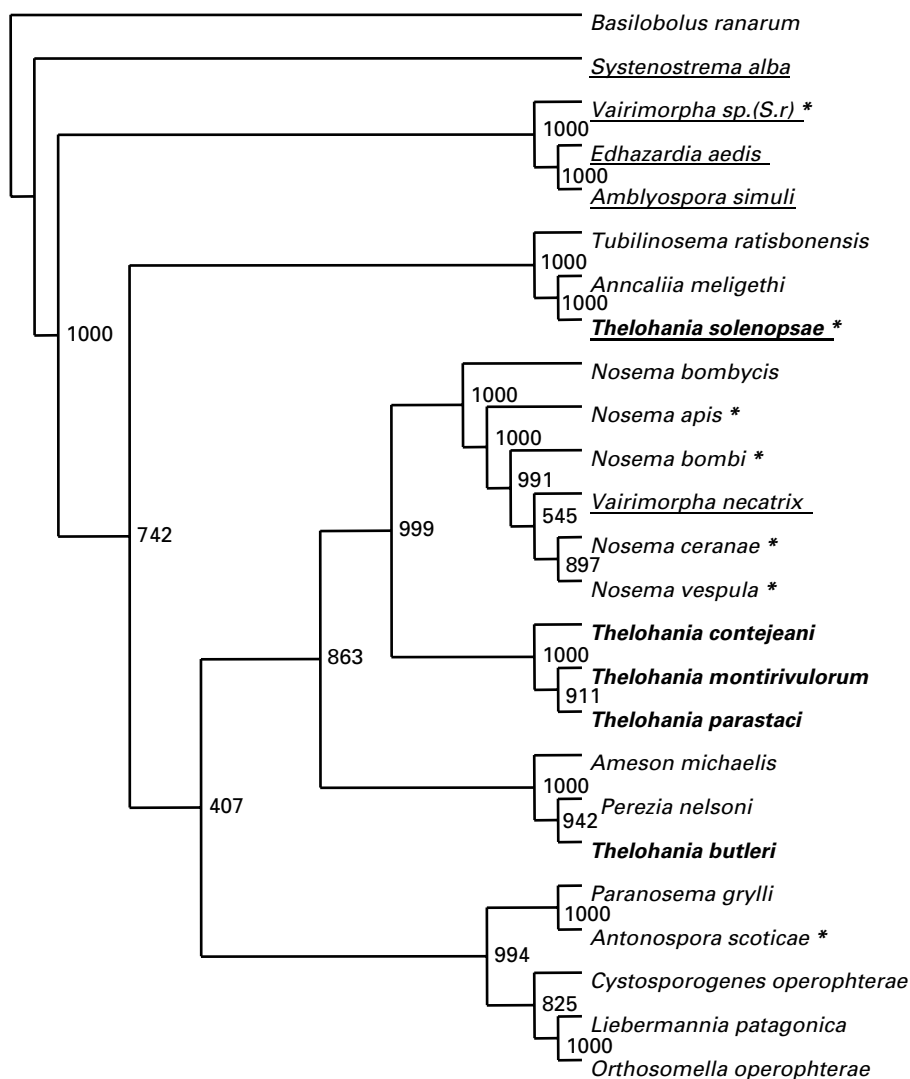 Basilobolus ranarum
Systenostrema alba
Vairimorpha sp.(S.r) *
1000
Edhazardia aedis
1000
Amblyospora simuli
Tubilinosema ratisbonensis
1000
Anncaliia meligethi
1000
Thelohania solenopsae *
1000
Nosema bombycis
1000
Nosema apis *
1000
Nosema bombi *
991
Vairimorpha necatrix
545
742
999
Nosema ceranae *
897
Nosema vespula *
Thelohania contejeani
863
1000
Thelohania montirivulorum
911
Thelohania parastaci
Ameson michaelis
1000
407
Perezia nelsoni
942
Thelohania butleri
Paranosema grylli
1000
Antonospora scoticae *
994
Cystosporogenes operophterae
825
Liebermannia patagonica
1000
Orthosomella operophterae